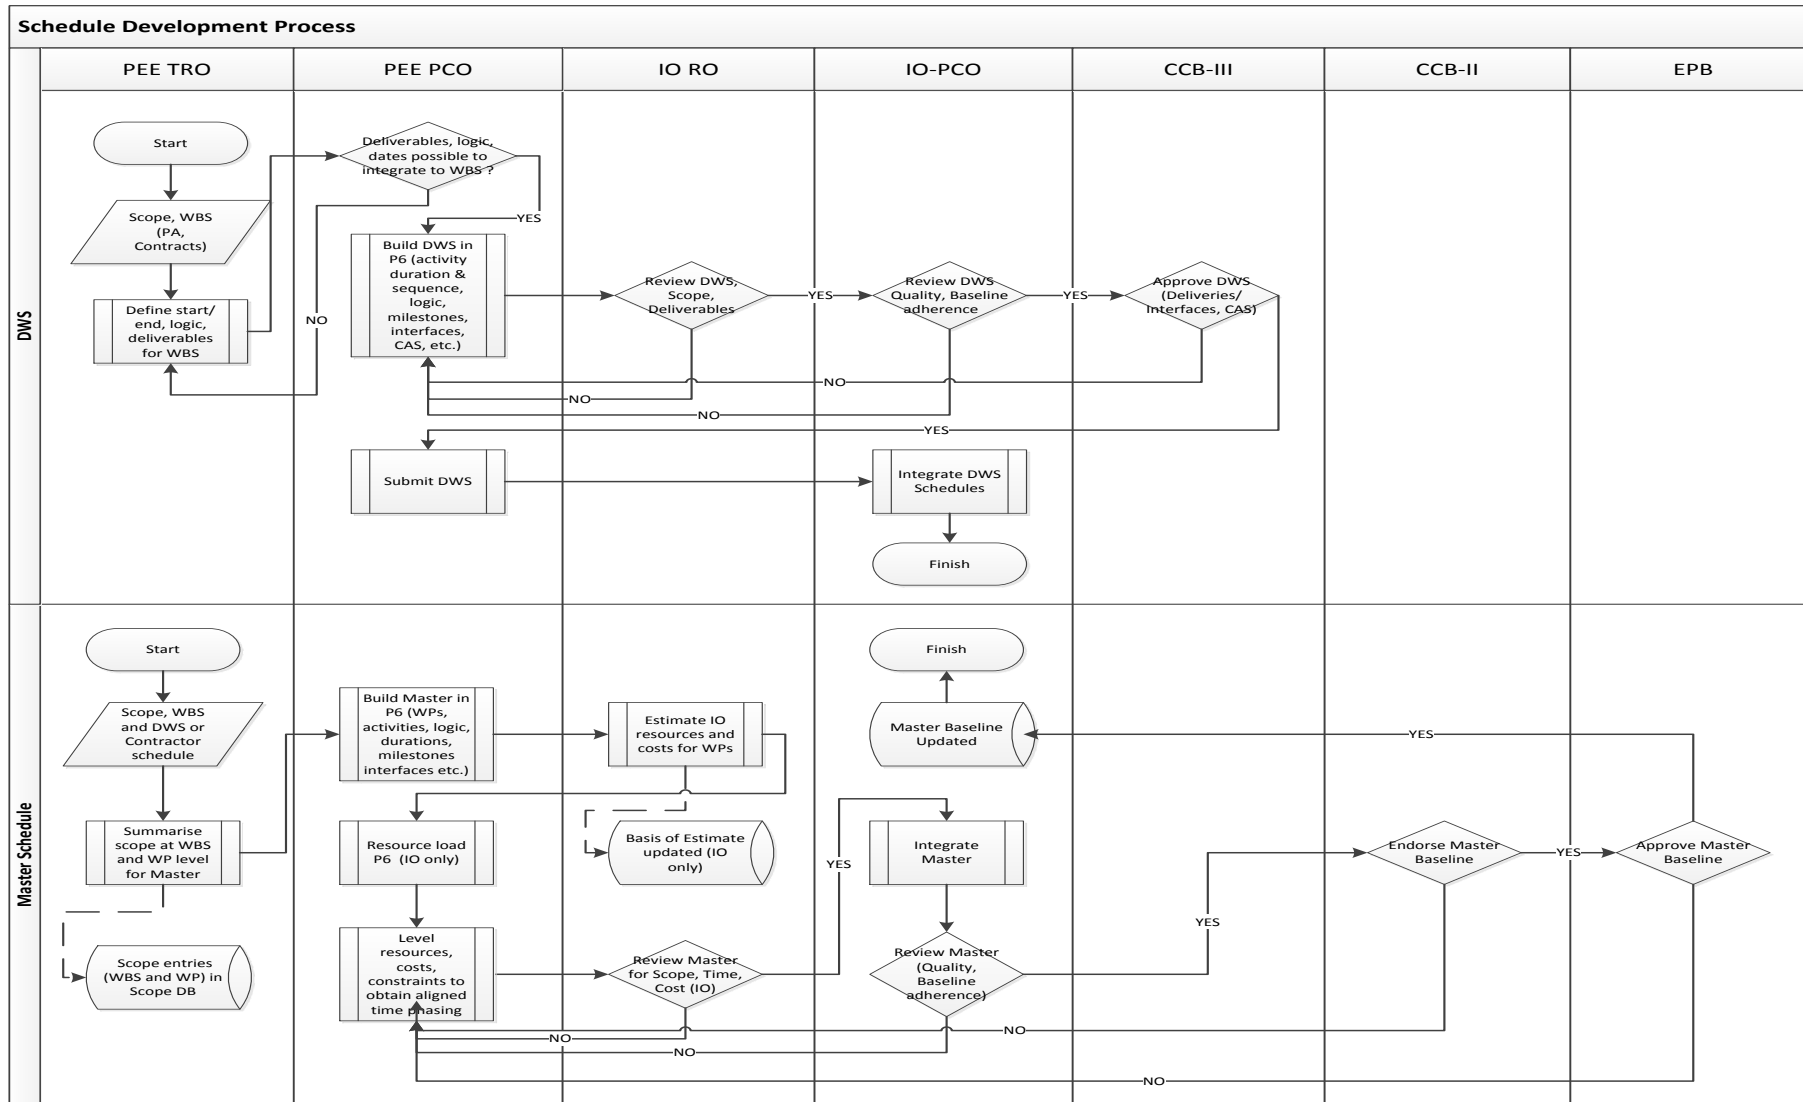 Schedule Development Process
PEE TRO
PEE PCO
IO RO
IO-PCO
CCB-III
CCB-II
EPB
DWS
Start
Scope, WBS
(PA,
Contracts)
Define start/
end, logic,
deliverables
for WBS
Deliverables, logic,
dates possible to
integrate to WBS ?
YES
NO
Build DWS in
P6 (activity
duration &
sequence,
logic,
milestones,
interfaces,
CAS, etc.)
Review DWS,
Scope,
Deliverables
YES
Review DWS
Quality, Baseline
adherence
YES
Approve DWS
(Deliveries/
Interfaces, CAS)
NO
NO
NO
YES
Submit DWS
Integrate DWS
Schedules
Finish
Master Schedule
Start
Scope, WBS
and DWS or
Contractor
schedule
Summarise
scope at WBS
and WP level
for Master
Scope entries
(WBS and WP) in
Scope DB
Build Master in
P6 (WPs,
activities, logic,
durations,
milestones
interfaces etc.)
Estimate IO
resources and
costs for WPs
Resource load
P6  (IO only)
Basis of Estimate
updated (IO
only)
Level
resources,
costs,
constraints to
obtain aligned
time phasing
Review Master
for Scope, Time,
Cost (IO)
YES
Finish
Master Baseline
Updated
YES
Integrate
Master
Review Master
(Quality,
Baseline
adherence)
YES
Endorse Master
Baseline
YES
Approve Master
Baseline
NO
NO
NO
NO